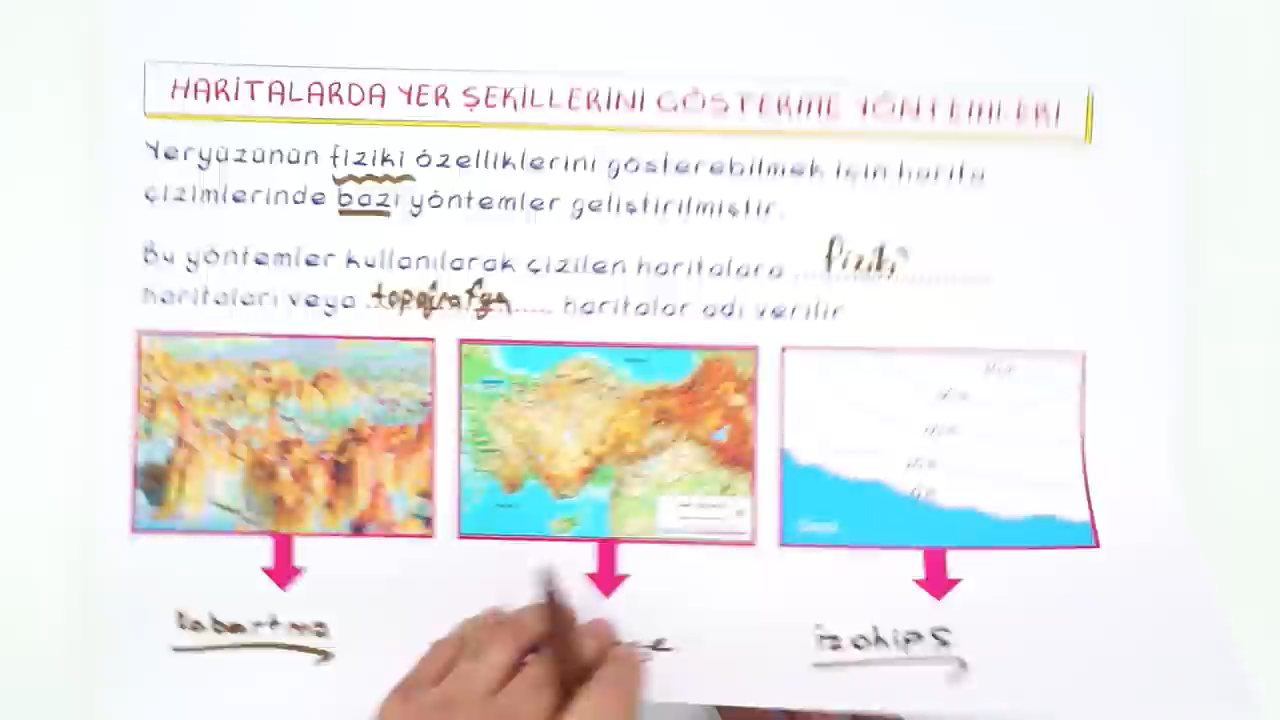 HARİTALARDA YER ŞEKİLLERİNİ GÖSTERME YÖNTEMLERİ
Yeryüzünün fiziki özelliklerini gösterebilmek için harita
çizimlerinde bazı yöntemler geliştirilmiştir.
Bu yöntemler kullanılarak çizilen haritalara fiziki
haritaları veya topoğrafya haritalar adı verilir
kabartma
izohips